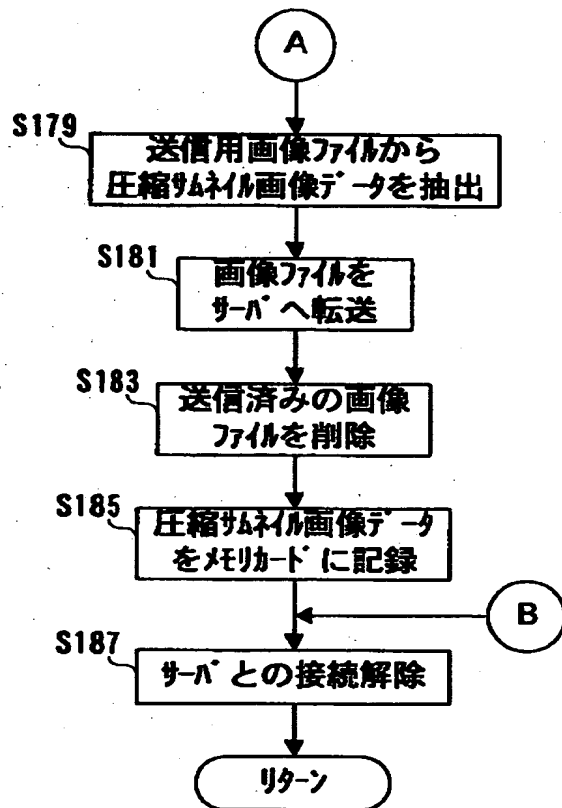 A
S179
送信用画像ファイルから
圧縮サムネイル画像データを抽出
S181
画像ファイルを
サーバへ転送
S183
送信済みの画像
ファイルを削除
S185
圧縮サムネイル画像データ
をメモリカードに記録
B
S187
サーバとの接続解除
リターン